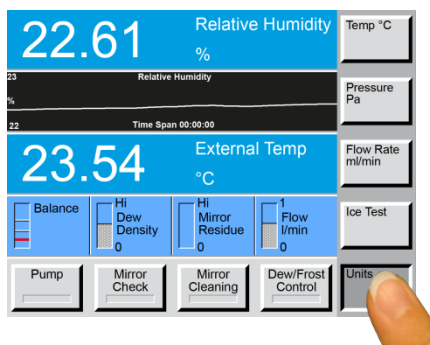 22.61
Relative Humidity
%
Temp °C
23
Relative Humidity
%
22
Time Span 00:00:00
Pressure
Pa
23.54
External Temp
°C
Flow Rate
ml/min
Balance
Hi
Dew
Density
0
Hi
Mirror
Residue
0
1
Flow
l/min
0
Ice Test
Pump
Mirror
Check
Mirror
Cleaning
Dew/Frost
Control
Units